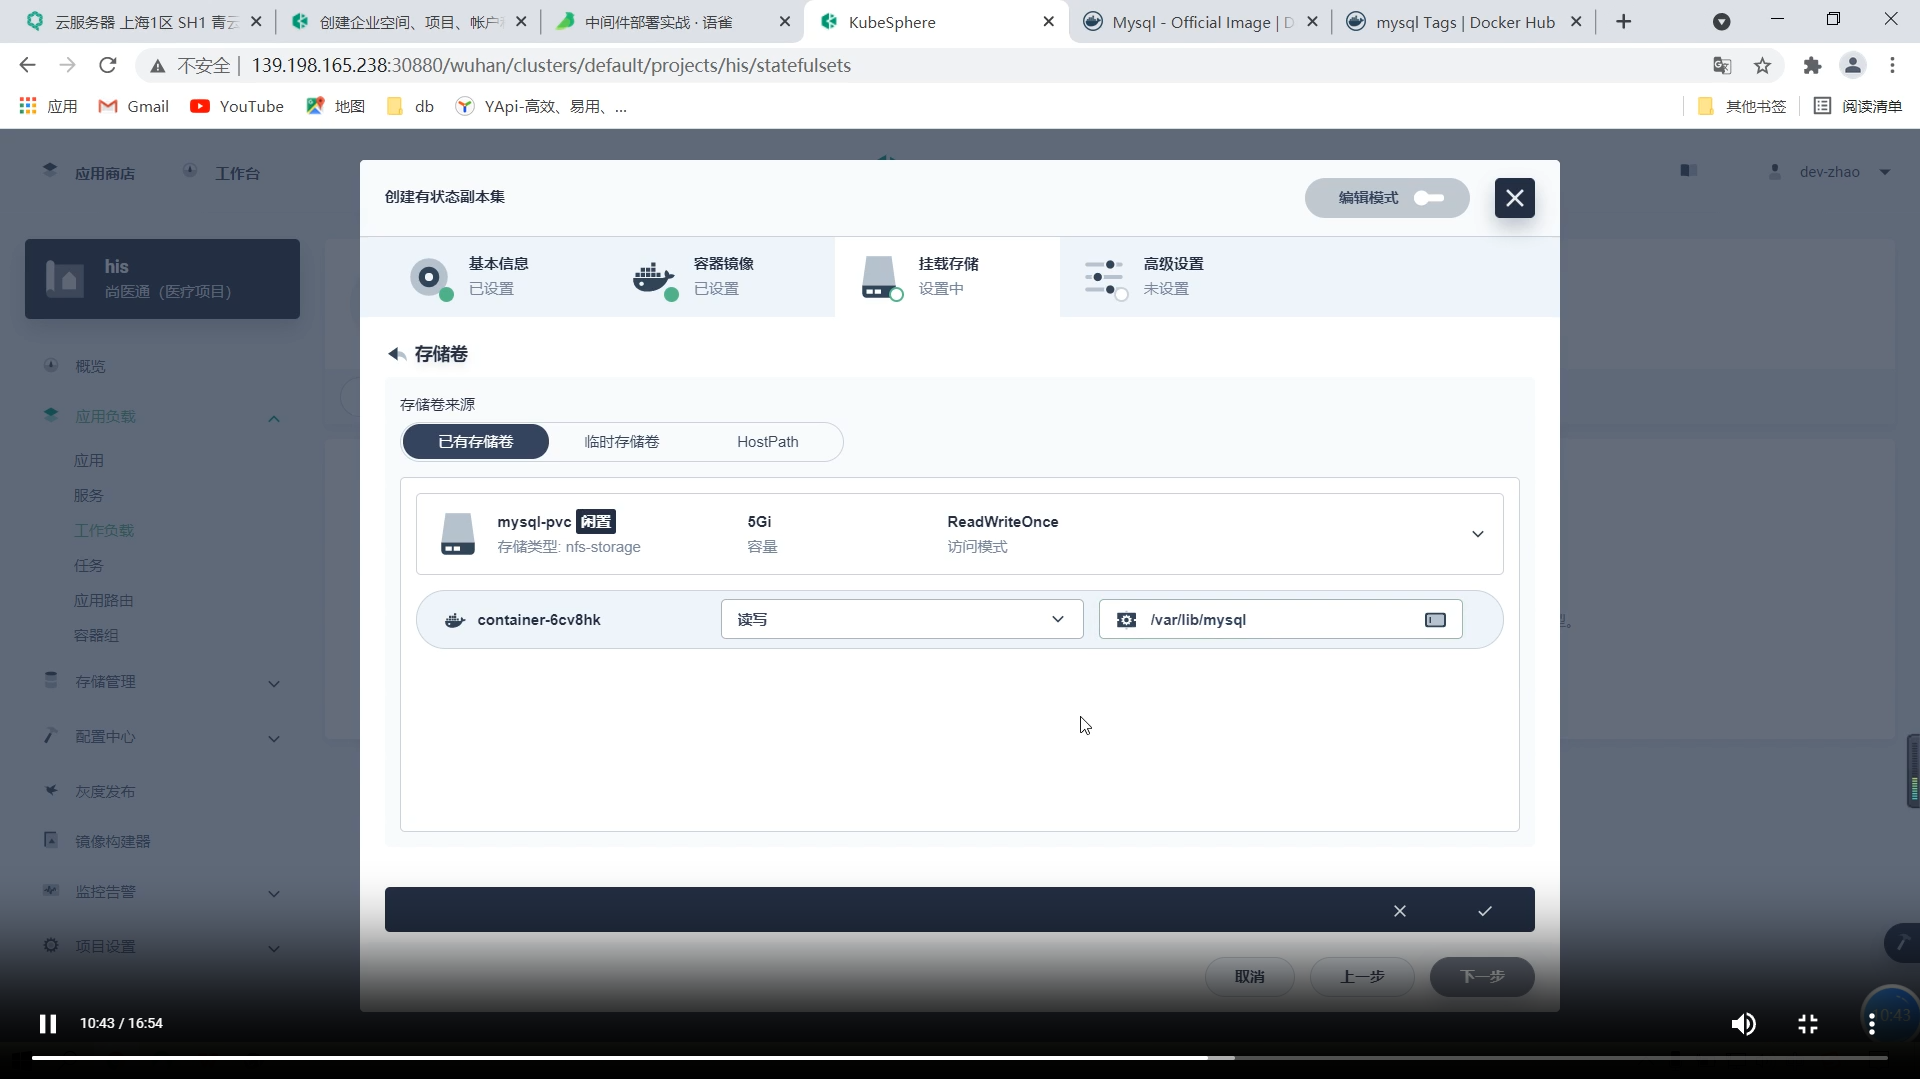 云服务器 上海1区 SH1 青云
创建企业空间、项目、帐户
中间件部署实战 · 语雀
KubeSphere
Mysql - Official Image | D
mysql Tags | Docker Hub
不安全
139.198.165.238:30880/wuhan/clusters/default/projects/his/statefulsets
应用
Gmail
YouTube
地图
db
YApi-高效、易用、...
其他书签
阅读清单
应用商店
工作台
dev-zhao
创建有状态副本集
编辑模式
his
尚医通（医疗项目）
基本信息
已设置
容器镜像
已设置
挂载存储
设置中
高级设置
未设置
概览
应用负载
应用
服务
工作负载
任务
应用路由
容器组
存储管理
配置中心
灰度发布
镜像构建器
监控告警
项目设置
存储卷
存储卷来源
已有存储卷
临时存储卷
HostPath
mysql-pvc 闲置
存储类型: nfs-storage
5Gi
容量
ReadWriteOnce
访问模式
container-6cv8hk
读写
/var/lib/mysql
取消
上一步
下一步
10:43 / 16:54